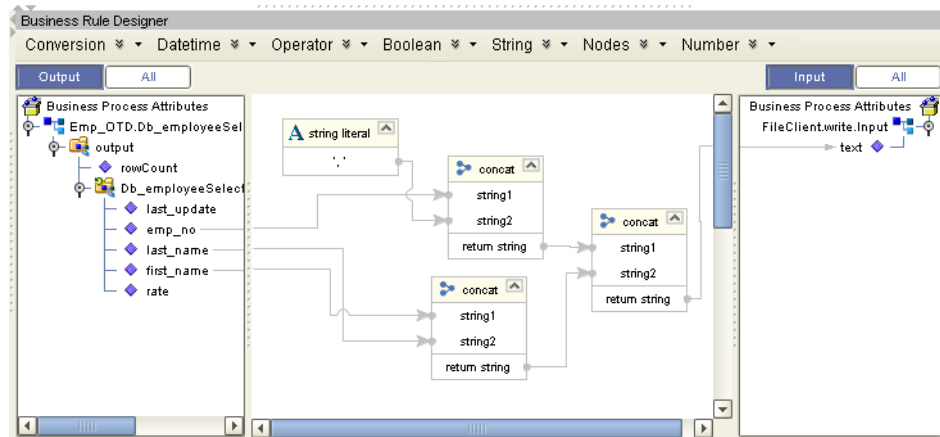 Business Rule Designer
Conversion Datetime Operator Boolean String Nodes Number
Output All Input All
Business Process Attributes
Emp_OTD.Db_employeeSel
output
rowCount
Db_employeeSelect
last_update
emp_no
last_name
first_name
rate
A string literal
','
concat
string1
string2
return string
concat
string1
string2
return string
concat
string1
string2
return string
Business Process Attributes
FileClient.write.Input
text